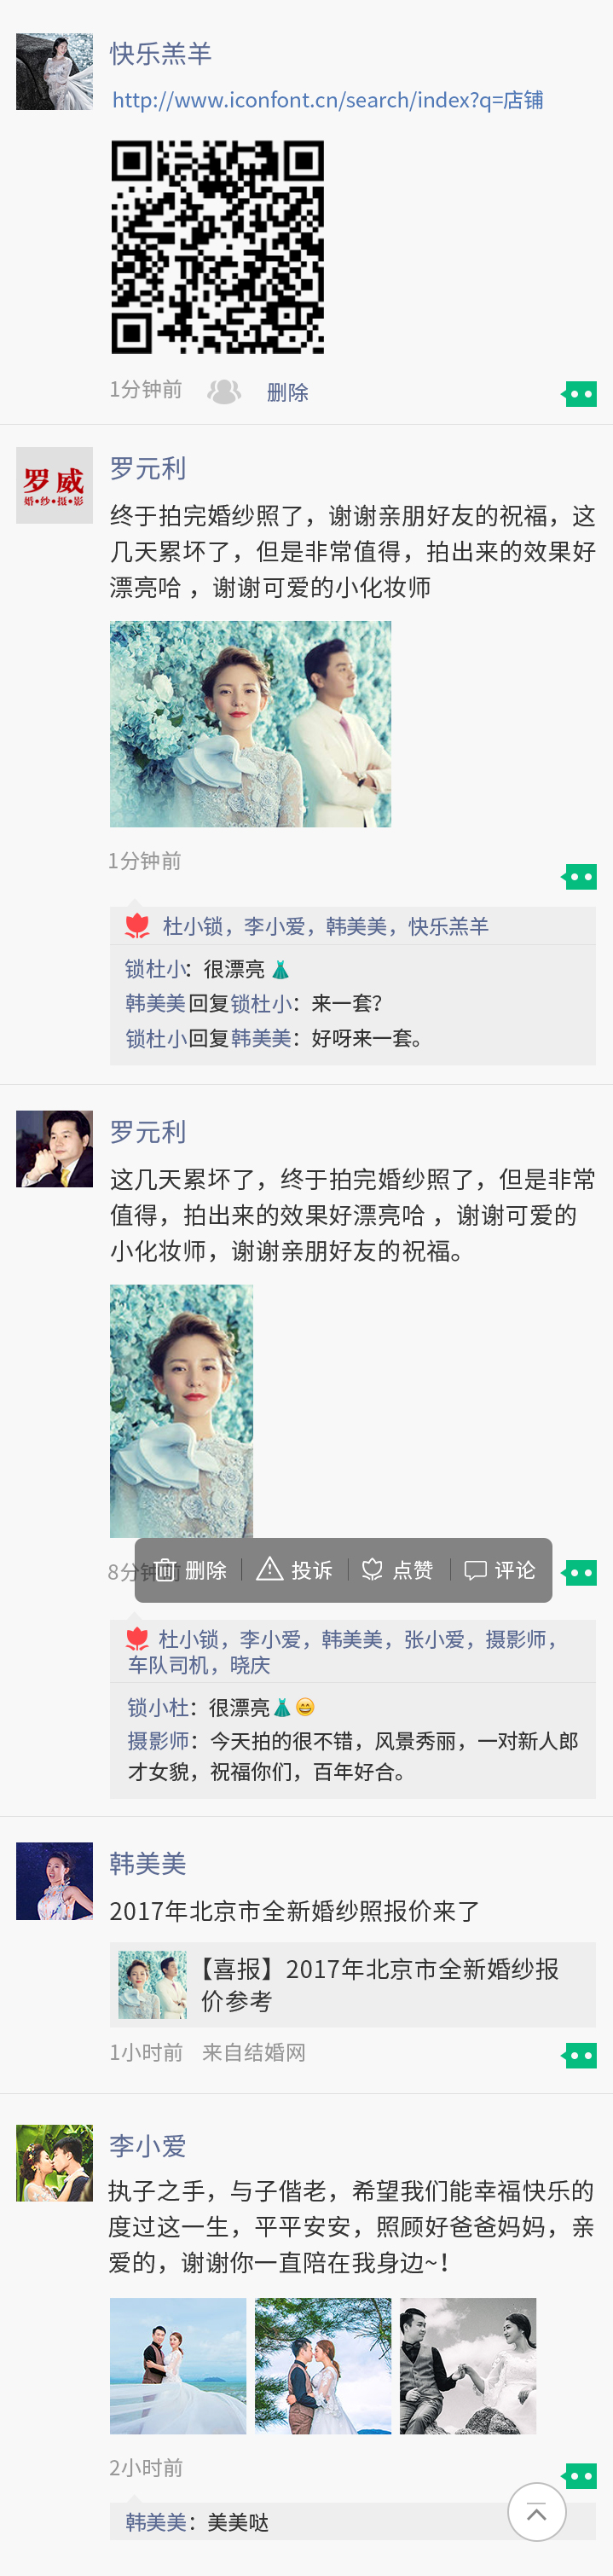 快乐羔羊
http://www.iconfont.cn/search/index?q=店铺
1分钟前 删除
罗威
婚•纱•摄•影
罗元利
终于拍完婚纱照了，谢谢亲朋好友的祝福，这
几天累坏了，但是非常值得，拍出来的效果好
漂亮哈 ，谢谢可爱的小化妆师
1分钟前
杜小锁，李小爱，韩美美，快乐羔羊
锁杜小：很漂亮
韩美美回复锁杜小：来一套？
锁杜小回复韩美美：好呀来一套。
罗元利
这几天累坏了，终于拍完婚纱照了，但是非常
值得，拍出来的效果好漂亮哈 ，谢谢可爱的
小化妆师，谢谢亲朋好友的祝福。
8分钟前 删除 投诉 点赞 评论
杜小锁，李小爱，韩美美，张小爱，摄影师，
车队司机，晓庆
锁小杜：很漂亮😄
摄影师：今天拍的很不错，风景秀丽，一对新人郎
才女貌，祝福你们，百年好合。
韩美美
2017年北京市全新婚纱照报价来了
【喜报】2017年北京市全新婚纱报
价参考
1小时前 来自结婚网
李小爱
执子之手，与子偕老，希望我们能幸福快乐的
度过这一生，平平安安，照顾好爸爸妈妈，亲
爱的，谢谢你一直陪在我身边~！
2小时前
韩美美：美美哒